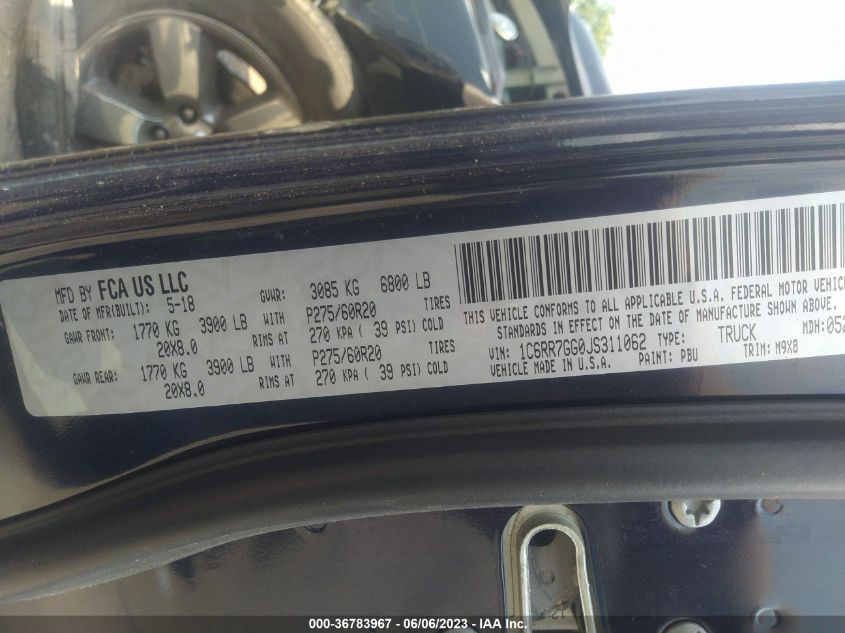 MFD BY FCA US LLC
DATE OF MFR(BUILT): 5-18 GVWR: 3085 KG 6800 LB
GAWR FRONT: 1770 KG 3900 LB WITH P275/60R20 TIRES
20X8.0 RIMS AT 270 KPA ( 39 PSI) COLD
GAWR REAR: 1770 KG 3900 LB WITH P275/60R20 TIRES
20X8.0 RIMS AT 270 KPA ( 39 PSI) COLD
THIS VEHICLE CONFORMS TO ALL APPLICABLE U.S.A. FEDERAL MOTOR VEHIC
STANDARDS IN EFFECT ON THE DATE OF MANUFACTURE SHOWN ABOVE.
VIN: 1C6RR7GG0JS311062 TYPE: TRUCK MDH: 052
VEHICLE MADE IN U.S.A. PAINT: PBU TRIM: M9X8
000-36783967 - 06/06/2023 - IAA Inc.